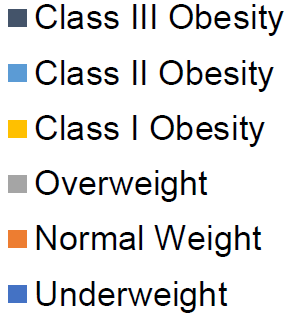 Class III Obesity
Class II Obesity
Class I Obesity
Overweight
Normal Weight
Underweight